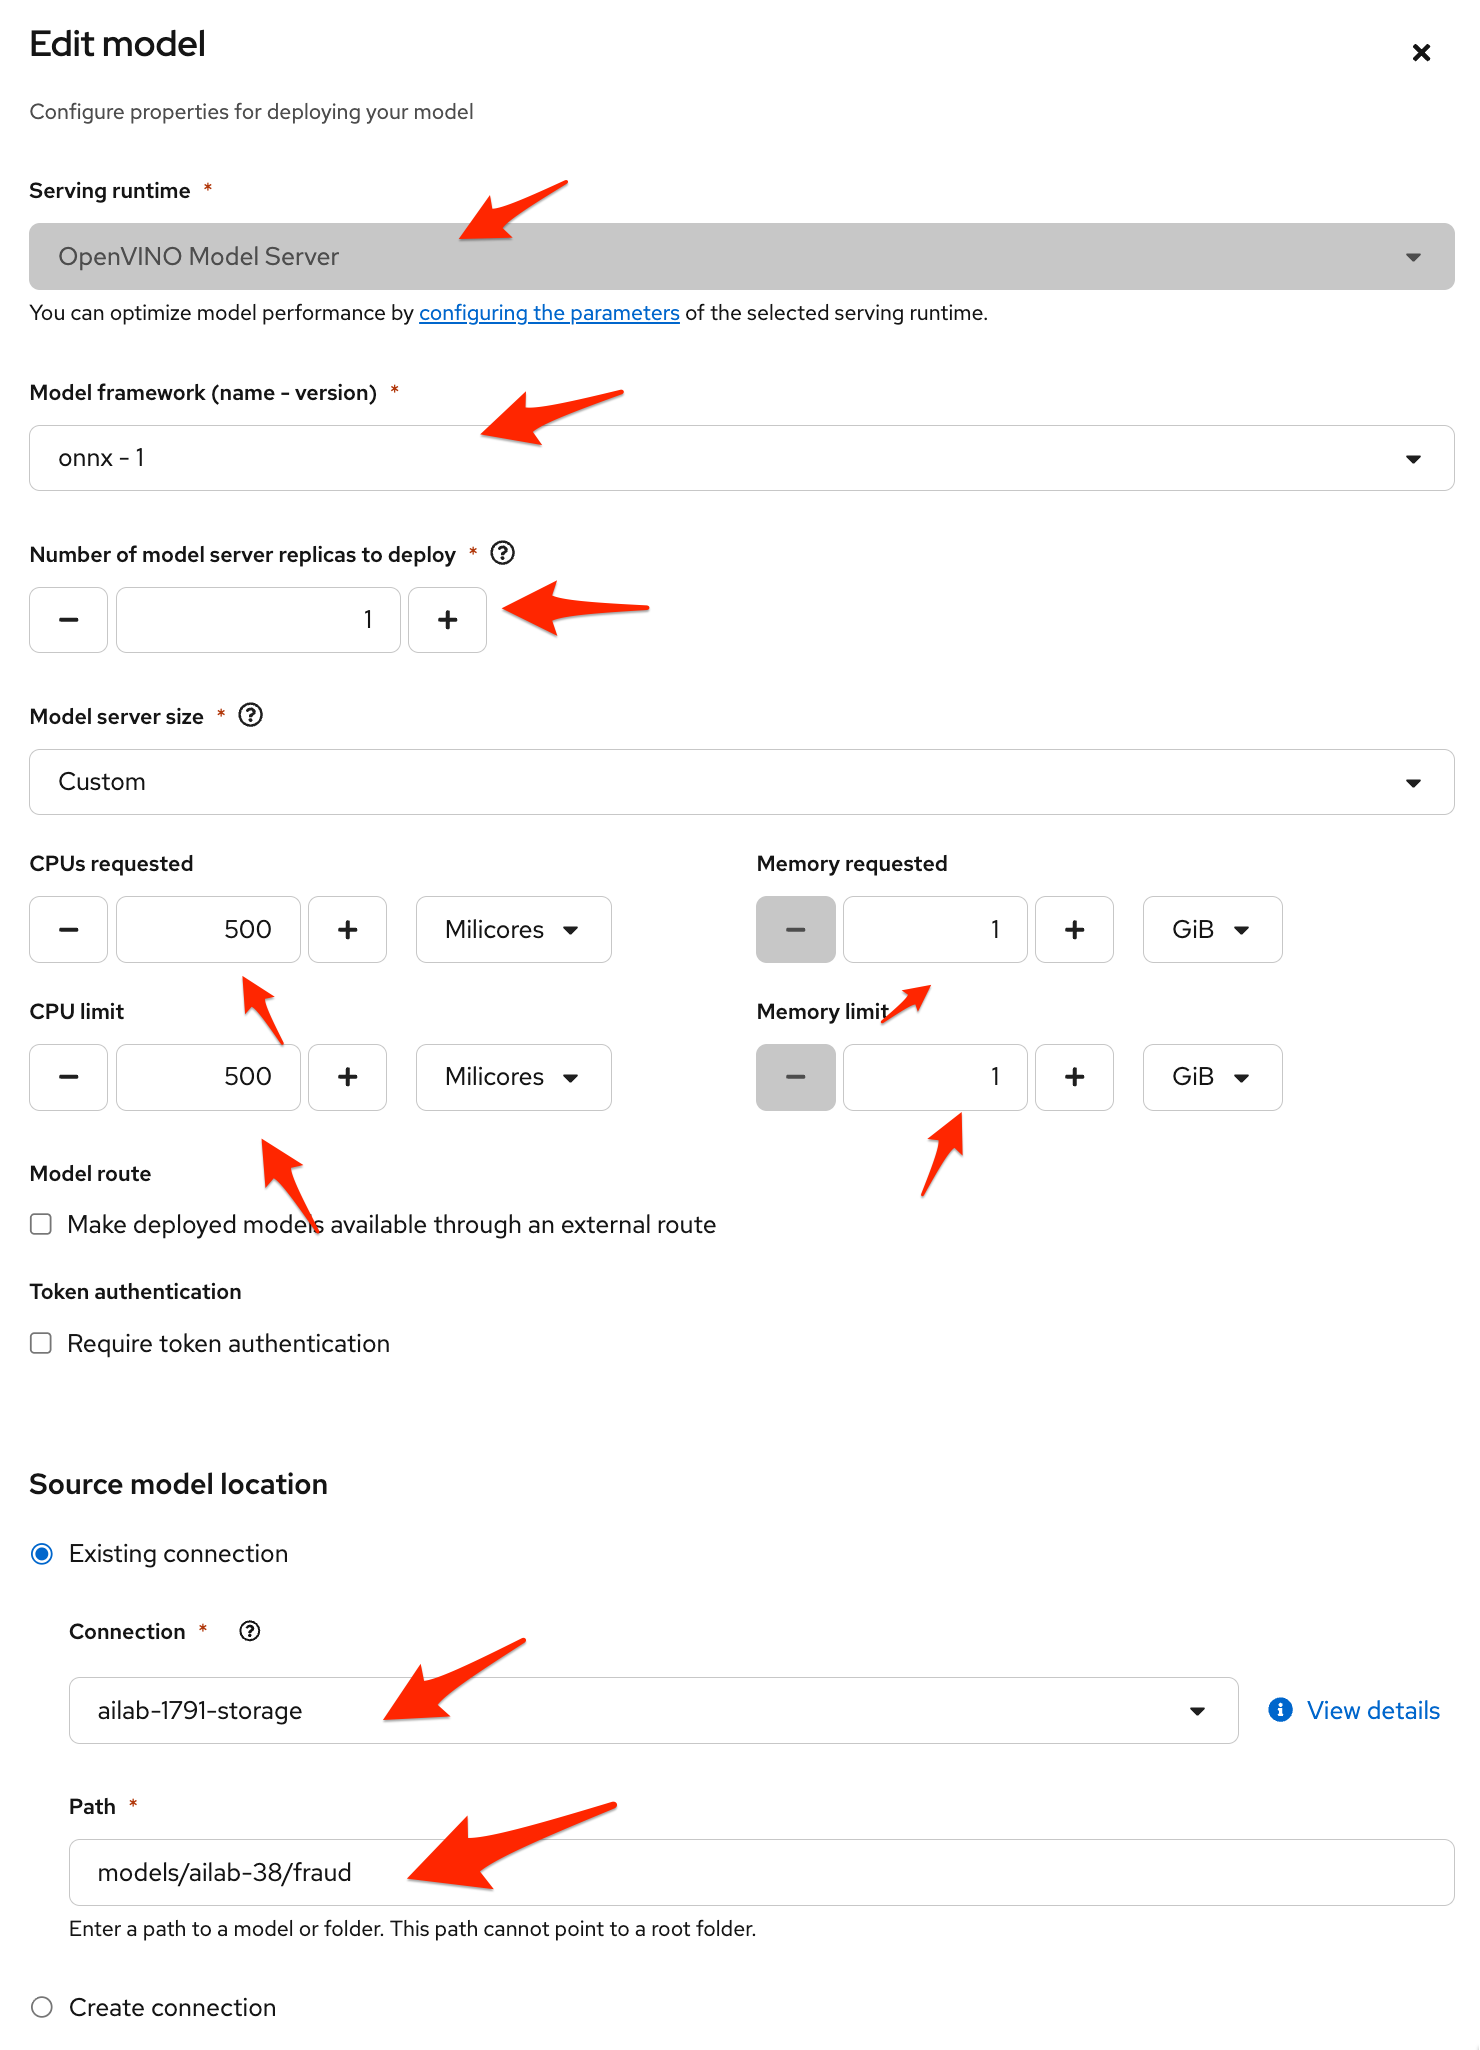 Edit model
Configure properties for deploying your model
Serving runtime *
OpenVINO Model Server
You can optimize model performance by configuring the parameters of the selected serving runtime.
Model framework (name - version) *
onnx - 1
Number of model server replicas to deploy *
1
Model server size *
Custom
CPUs requested
500
Milicores
Memory requested
1
GiB
CPU limit
500
Milicores
Memory limit
1
GiB
Model route
Make deployed models available through an external route
Token authentication
Require token authentication
Source model location
Existing connection
Connection *
ailab-1791-storage
View details
Path *
models/ailab-38/fraud
Enter a path to a model or folder. This path cannot point to a root folder.
Create connection